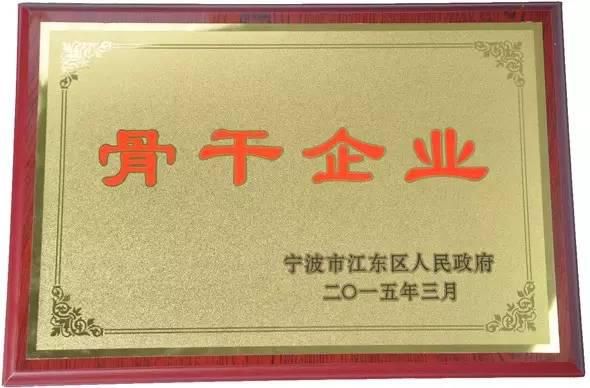 骨干企业
宁波市江东区人民政府
二〇一五年三月